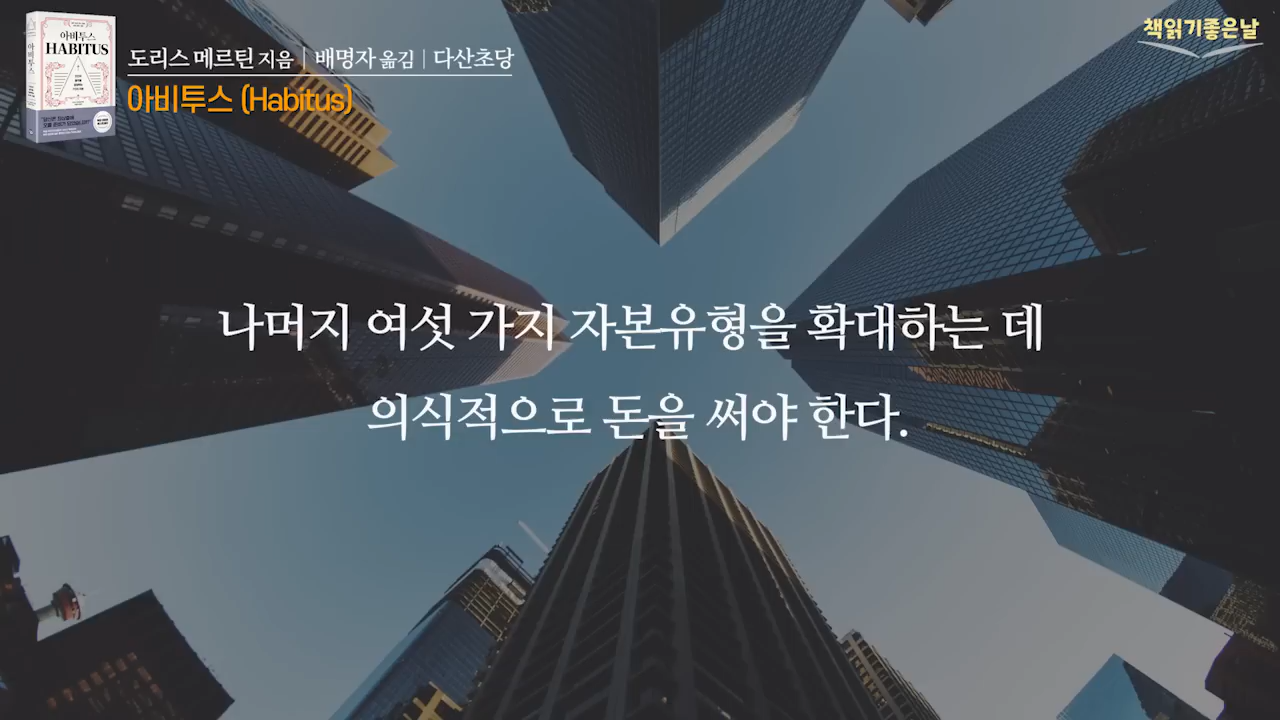 아비투스
HABITUS
도리스 메르틴 지음 | 배명자 옮김 | 다산초당
아비투스 (Habitus)
책읽기좋은날
나머지 여섯 가지 자본유형을 확대하는 데
의식적으로 돈을 써야 한다.